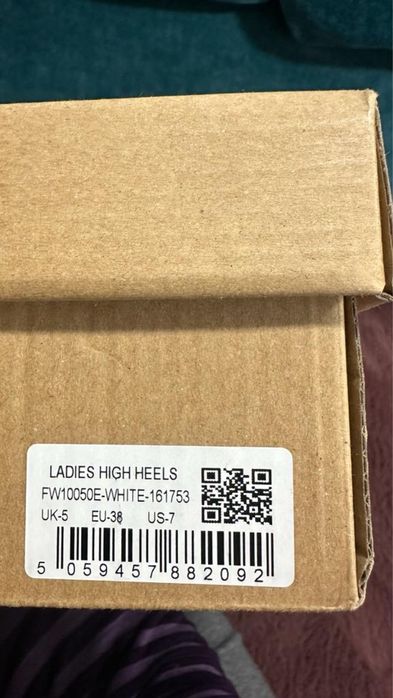 LADIES HIGH HEELS
FW10050E-WHITE-161753
UK-5 EU-38 US-7
5 059457 882092